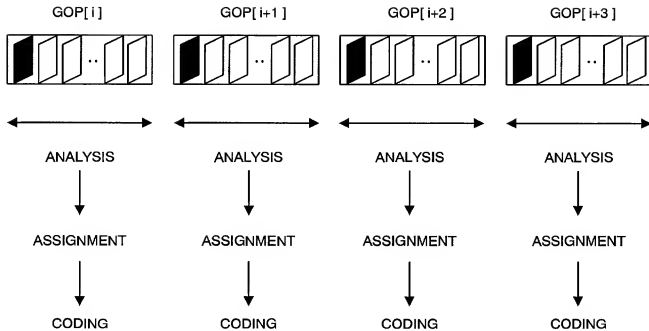 GOP[ i ] GOP[ i+1 ] GOP[ i+2 ] GOP[ i+3 ]
ANALYSIS ANALYSIS ANALYSIS ANALYSIS
ASSIGNMENT ASSIGNMENT ASSIGNMENT ASSIGNMENT
CODING CODING CODING CODING